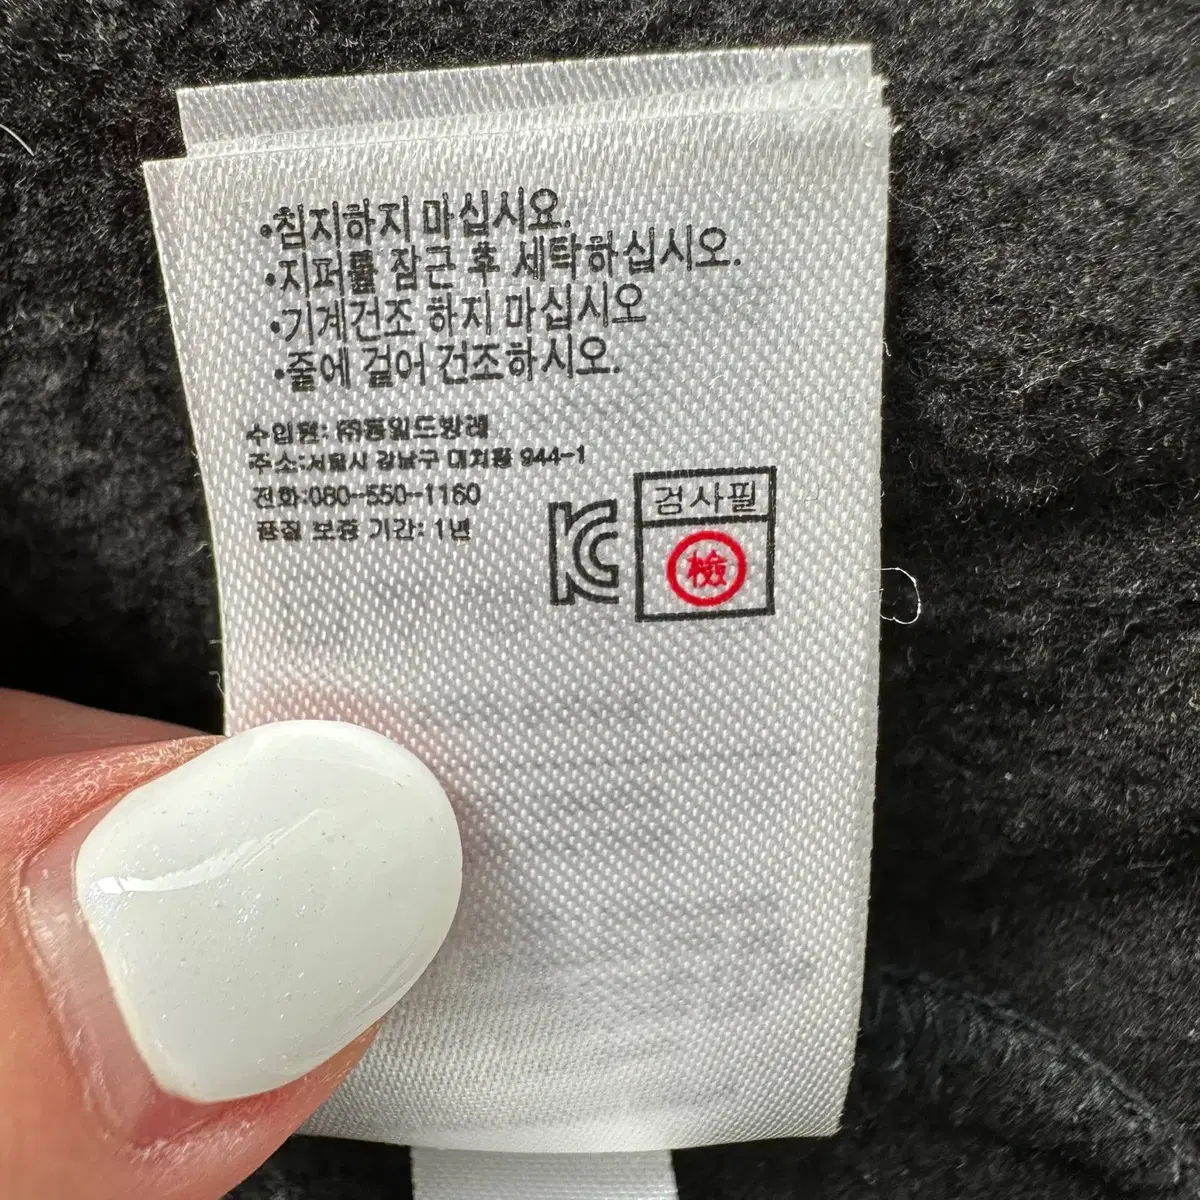 •침지하지 마십시요.
•지퍼를 잠근 후 세탁하십시오.
•기계건조 하지 마십시오
•줄에 걸어 건조하시오.
수입원: ㈜동일드방레
주소:서울시 강남구 대치동 944-1
전화:080-550-1160
품질 보증 기간: 1년
KC
검사필
檢